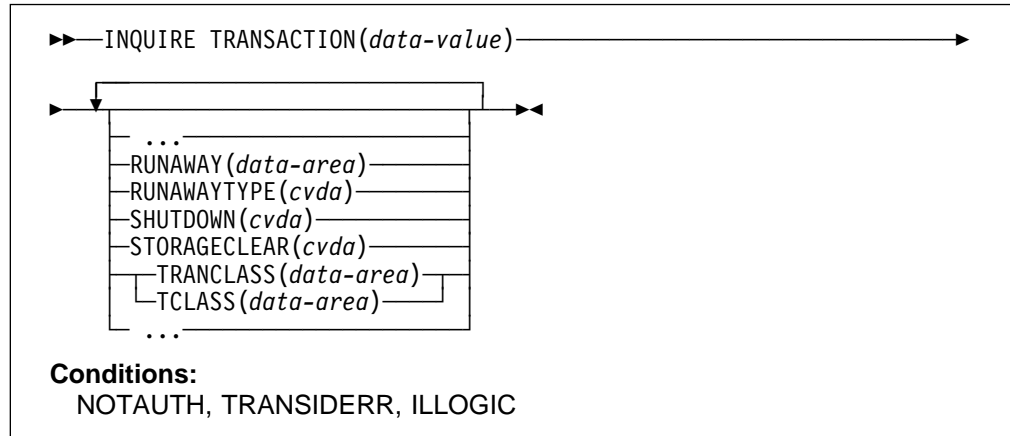 INQUIRE TRANSACTION(data-value)
...
RUNAWAY(data-area)
RUNAWAYTYPE(cvda)
SHUTDOWN(cvda)
STORAGECLEAR(cvda)
TRANCLASS(data-area)
TCLASS(data-area)
...
Conditions:
NOTAUTH, TRANSIDERR, ILLOGIC